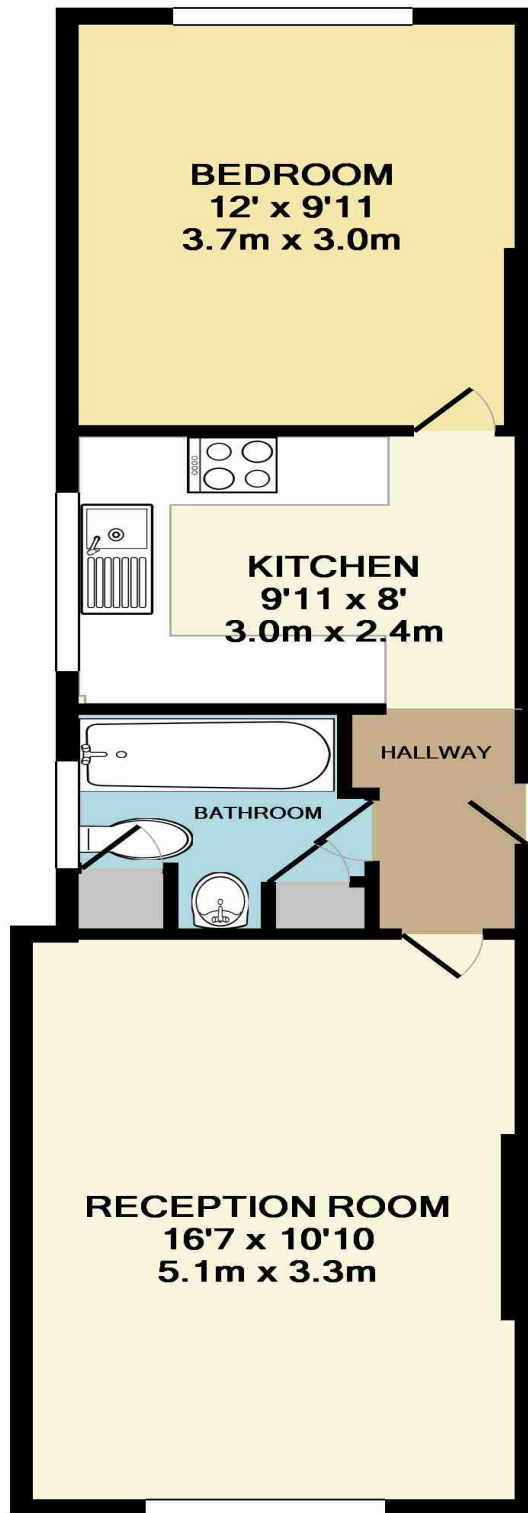 BEDROOM
12' x 9'11
3.7m x 3.0m
KITCHEN
9'11 x 8'
3.0m x 2.4m
HALLWAY
BATHROOM
RECEPTION ROOM
16'7 x 10'10
5.1m x 3.3m